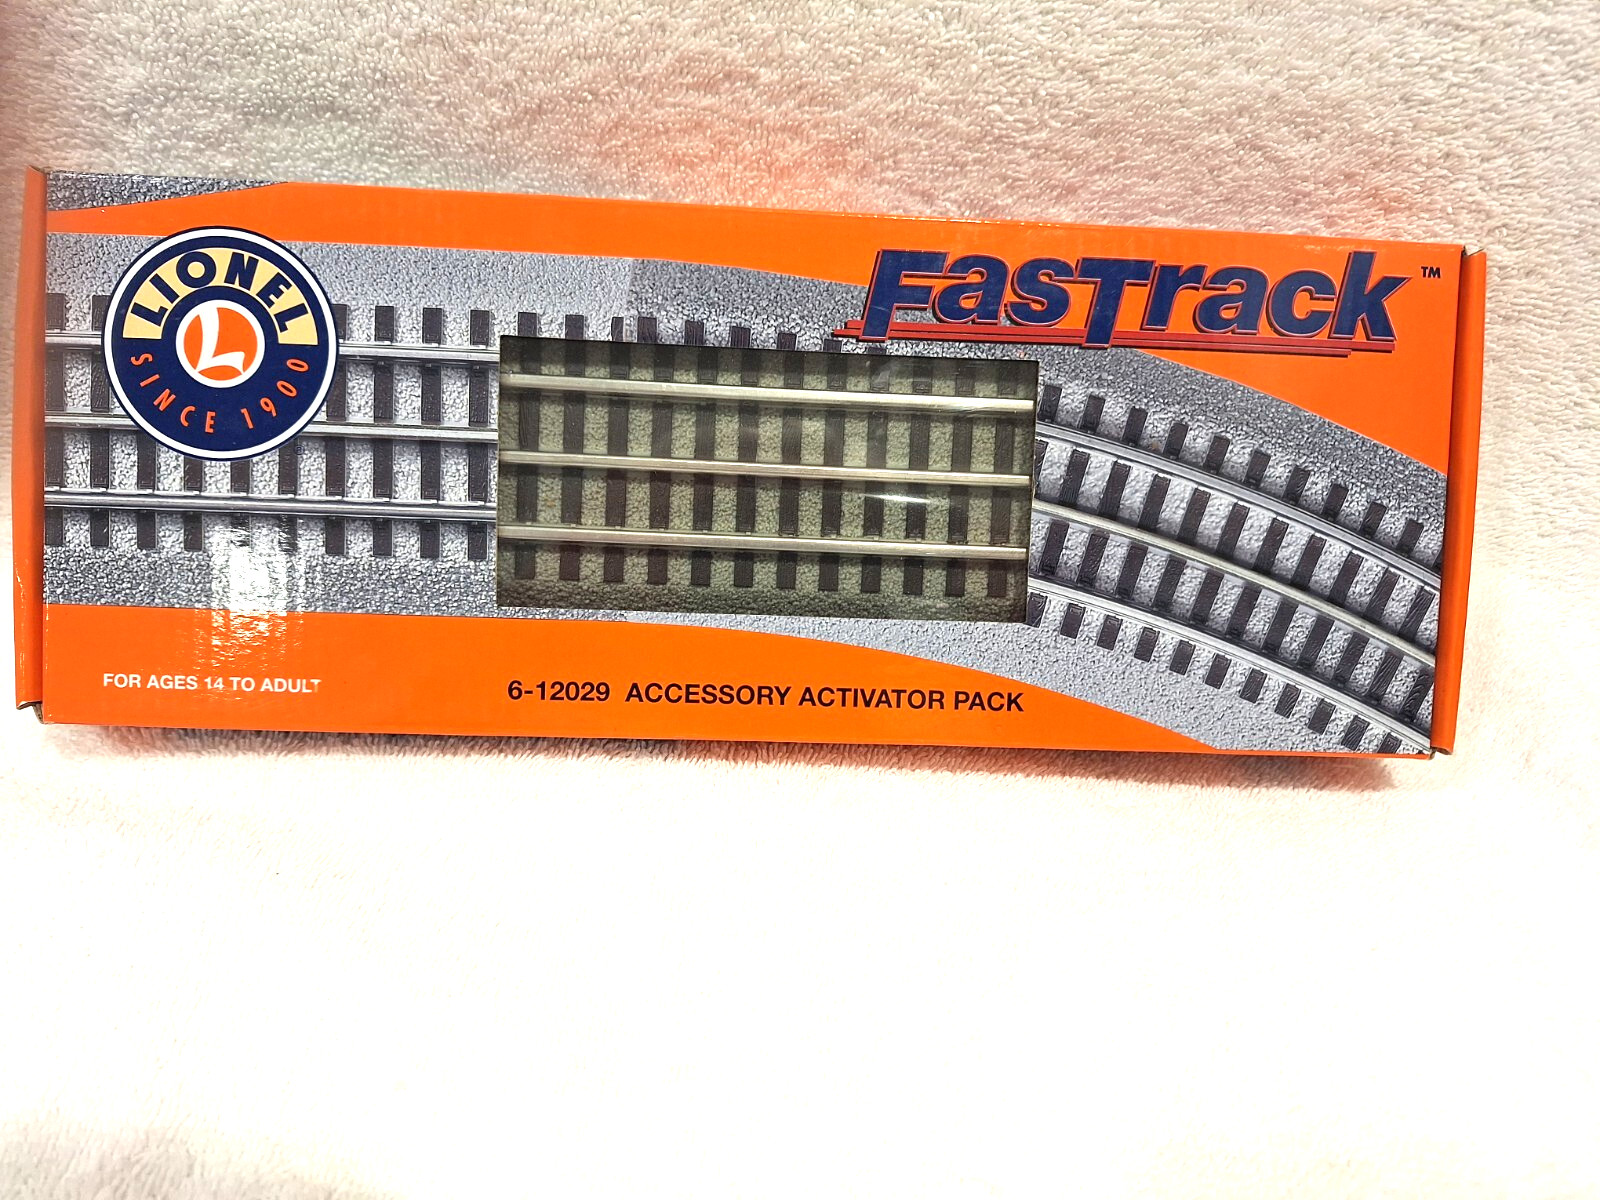 LIONEL
L
SINCE 1900
FasTrack™
FOR AGES 14 TO ADULT
6-12029 ACCESSORY ACTIVATOR PACK